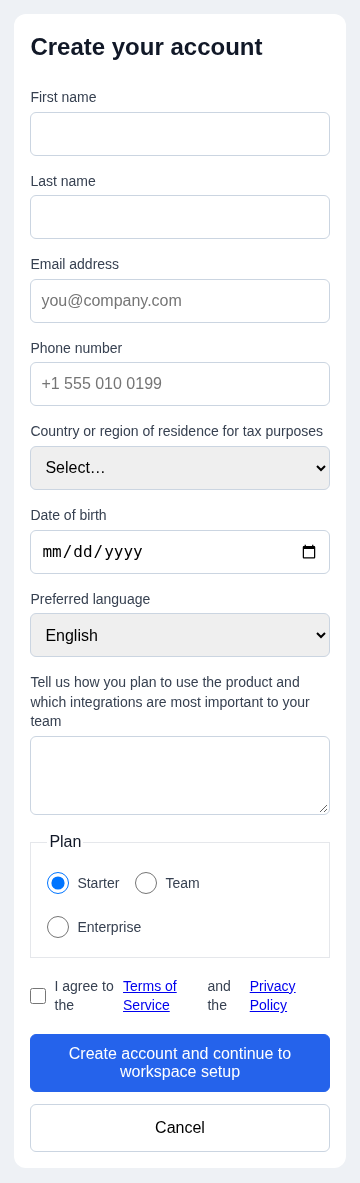 Create your account
First name
Last name
Email address
you@company.com
Phone number
+1 555 010 0199
Country or region of residence for tax purposes
Select…
Date of birth
mm/dd/yyyy
Preferred language
English
Tell us how you plan to use the product and
which integrations are most important to your
team
Plan
Starter Team
Enterprise
I agree to the Terms of Service and the Privacy Policy
Create account and continue to
workspace setup
Cancel